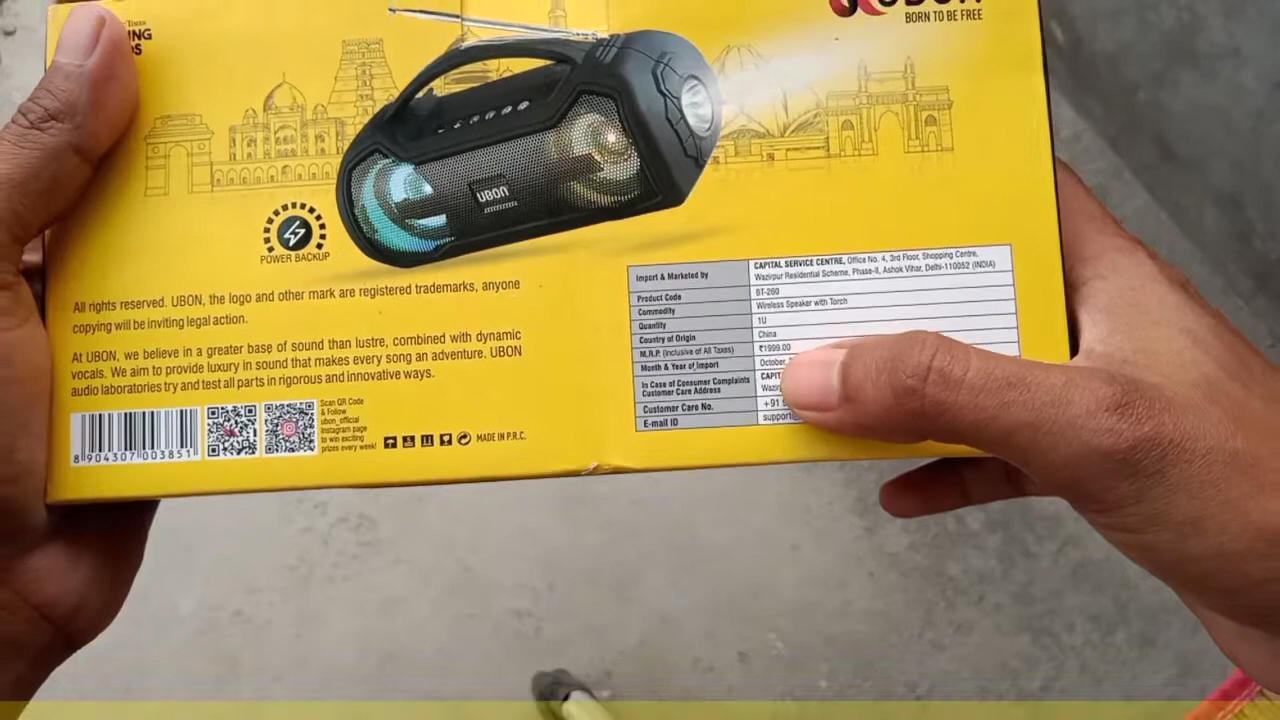 BORN TO BE FREE
UBON
POWER BACKUP
All rights reserved. UBON, the logo and other mark are registered trademarks, anyone
copying will be inviting legal action.
At UBON, we believe in a greater base of sound than lustre, combined with dynamic
vocals. We aim to provide luxury in sound that makes every song an adventure. UBON
audio laboratories try and test all parts in rigorous and innovative ways.
8 904307 003851
Scan QR Code
& Follow
ubon_official
Instagram page
to win exciting
prizes every week!
MADE IN P.R.C.
Import & Marketed by CAPITAL SERVICE CENTRE, Office No. 4, 3rd Floor, Shopping Centre,
Wazirpur Residential Scheme, Phase-II, Ashok Vihar, Delhi-110052 (INDIA)
Product Code BT-260
Commodity Wireless Speaker with Torch
Quantity 1U
Country of Origin China
M.R.P. (Inclusive of All Taxes) ₹1999.00
Month & Year of Import October,
In Case of Consumer Complaints
Customer Care Address
Customer Care No. +91
E-mail ID support